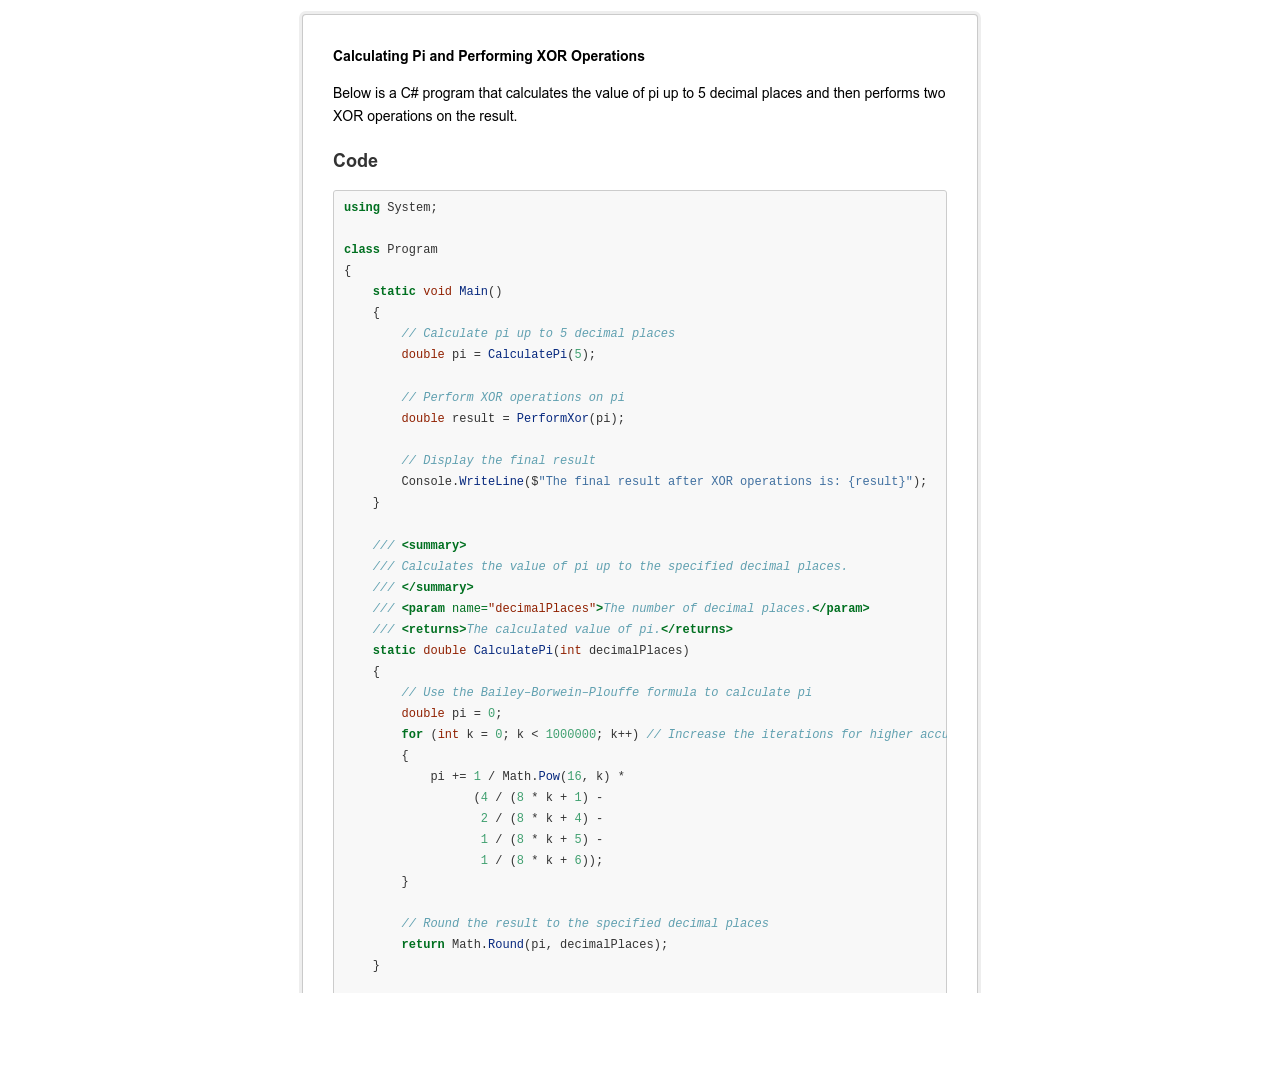 Calculating Pi and Performing XOR Operations
Below is a C# program that calculates the value of pi up to 5 decimal places and then performs two
XOR operations on the result.
Code
using System;
class Program
{
    static void Main()
    {
        // Calculate pi up to 5 decimal places
        double pi = CalculatePi(5);
        // Perform XOR operations on pi
        double result = PerformXor(pi);
        // Display the final result
        Console.WriteLine($"The final result after XOR operations is: {result}");
    }
    /// <summary>
    /// Calculates the value of pi up to the specified decimal places.
    /// </summary>
    /// <param name="decimalPlaces">The number of decimal places.</param>
    /// <returns>The calculated value of pi.</returns>
    static double CalculatePi(int decimalPlaces)
    {
        // Use the Bailey–Borwein–Plouffe formula to calculate pi
        double pi = 0;
        for (int k = 0; k < 1000000; k++) // Increase the iterations for higher accu
        {
            pi += 1 / Math.Pow(16, k) *
                  (4 / (8 * k + 1) -
                   2 / (8 * k + 4) -
                   1 / (8 * k + 5) -
                   1 / (8 * k + 6));
        }
        // Round the result to the specified decimal places
        return Math.Round(pi, decimalPlaces);
    }